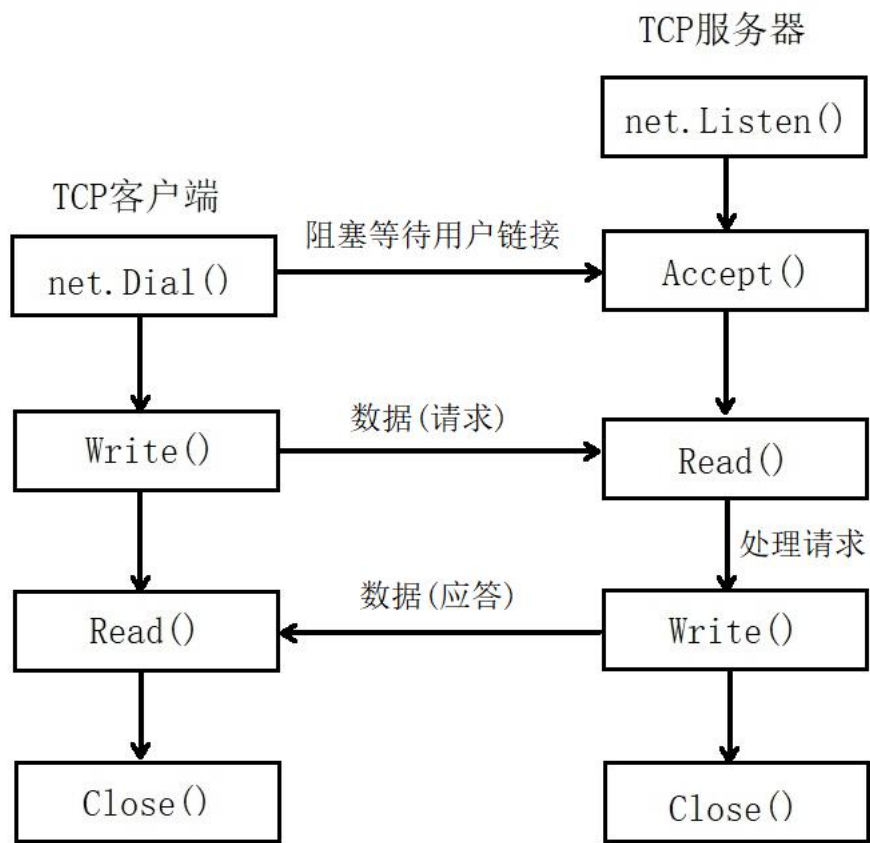 TCP服务器
net.Listen()
TCP客户端
阻塞等待用户链接
net.Dial()
Accept()
数据(请求)
Write()
Read()
处理请求
数据(应答)
Read()
Write()
Close()
Close()